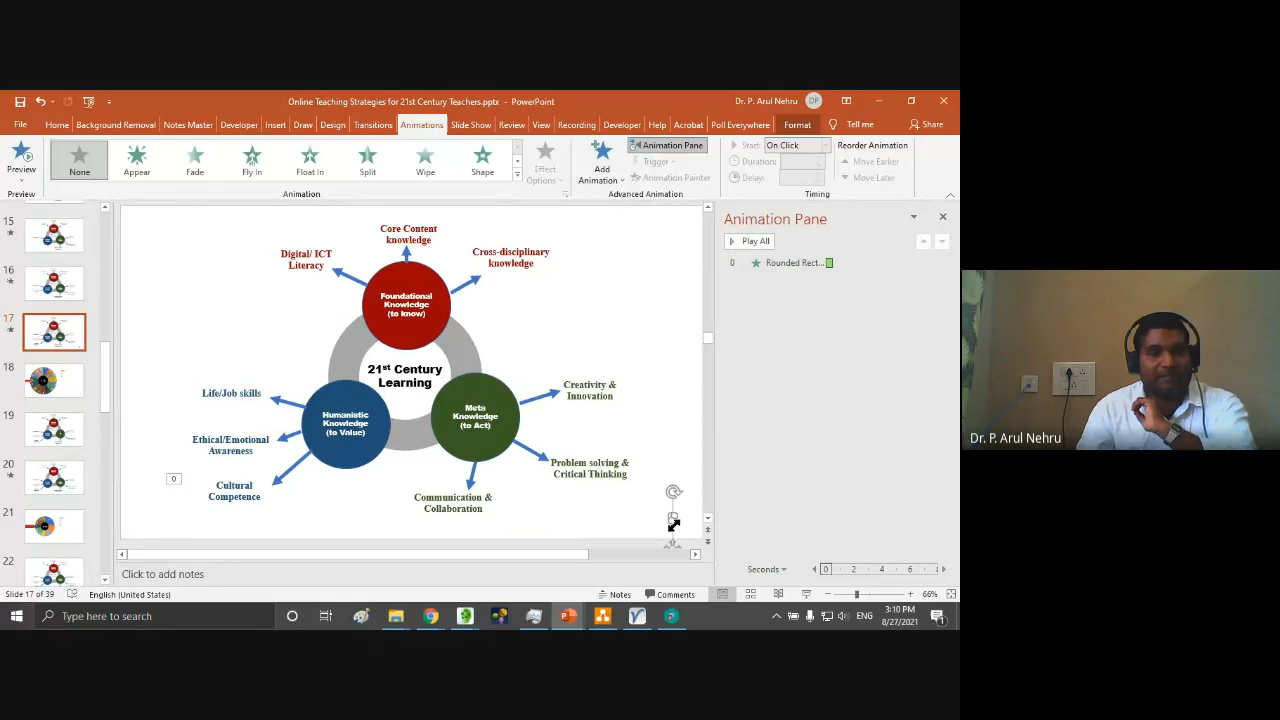 Online Teaching Strategies for 21st Century Teachers.pptx - PowerPoint
Dr. P. Arul Nehru
DP
File
Home
Background Removal
Notes Master
Developer
Insert
Draw
Design
Transitions
Animations
Slide Show
Review
View
Recording
Developer
Help
Acrobat
Poll Everywhere
Format
Tell me
Share
Preview
None
Appear
Fade
Fly In
Float In
Split
Wipe
Shape
Effect
Options
Add
Animation
Animation Pane
Trigger
Animation Painter
Start: On Click
Duration:
Delay:
Reorder Animation
Move Earlier
Move Later
Preview
Animation
Advanced Animation
Timing
15
16
17
18
19
20
21
22
Core Content
knowledge
Digital/ ICT
Literacy
Cross-disciplinary
knowledge
Foundational
Knowledge
(to know)
21st Century
Learning
Life/Job skills
Ethical/Emotional
Awareness
Cultural
Competence
Humanistic
Knowledge
(to Value)
Meta
Knowledge
(to Act)
Creativity &
Innovation
Problem solving &
Critical Thinking
Communication &
Collaboration
0
Animation Pane
Play All
0 Rounded Rect...
Seconds
0 2 4 6
Click to add notes
Slide 17 of 39
English (United States)
Notes
Comments
66%
Type here to search
ENG
3:10 PM
8/27/2021
1
Dr. P. Arul Nehru